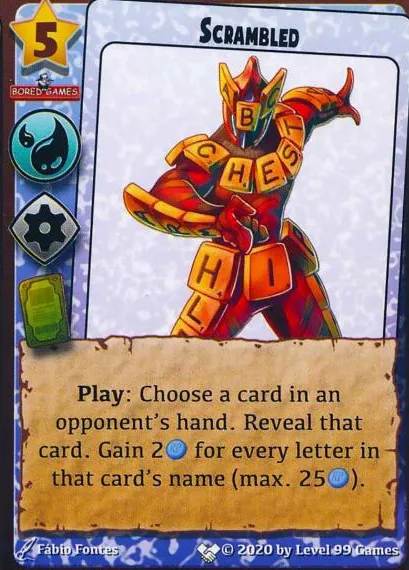 5
SCRAMBLED
BORED GAMES
B C
C H E S T
H I
L
Play: Choose a card in an
opponent's hand. Reveal that
card. Gain 2 for every letter in
that card's name (max. 25).
Fábio Fontes
© 2020 by Level 99 Games